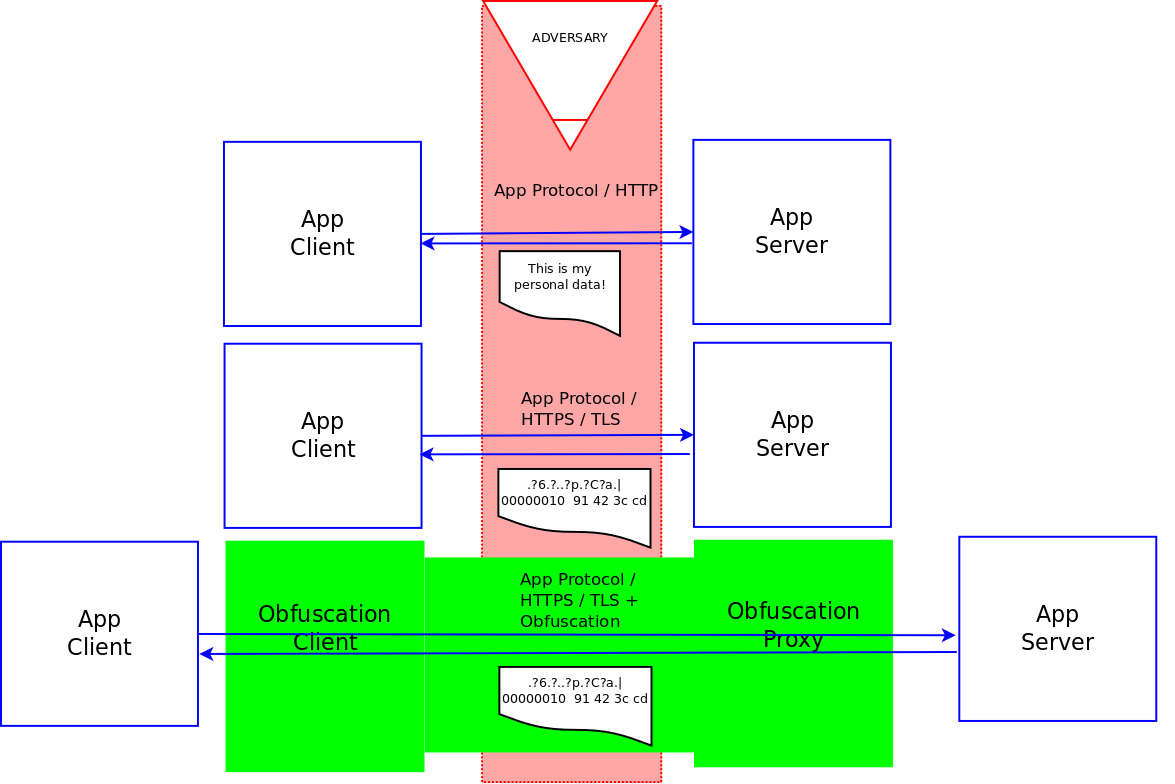 ADVERSARY
App Protocol / HTTP
App
Client
App
Server
This is my
personal data!
App Protocol /
HTTPS / TLS
App
Client
App
Server
.?6.?..?p.?C?a.|
00000010  91 42 3c cd
App Protocol /
HTTPS / TLS +
Obfuscation
App
Client
Obfuscation
Client
Obfuscation
Proxy
App
Server
.?6.?..?p.?C?a.|
00000010  91 42 3c cd